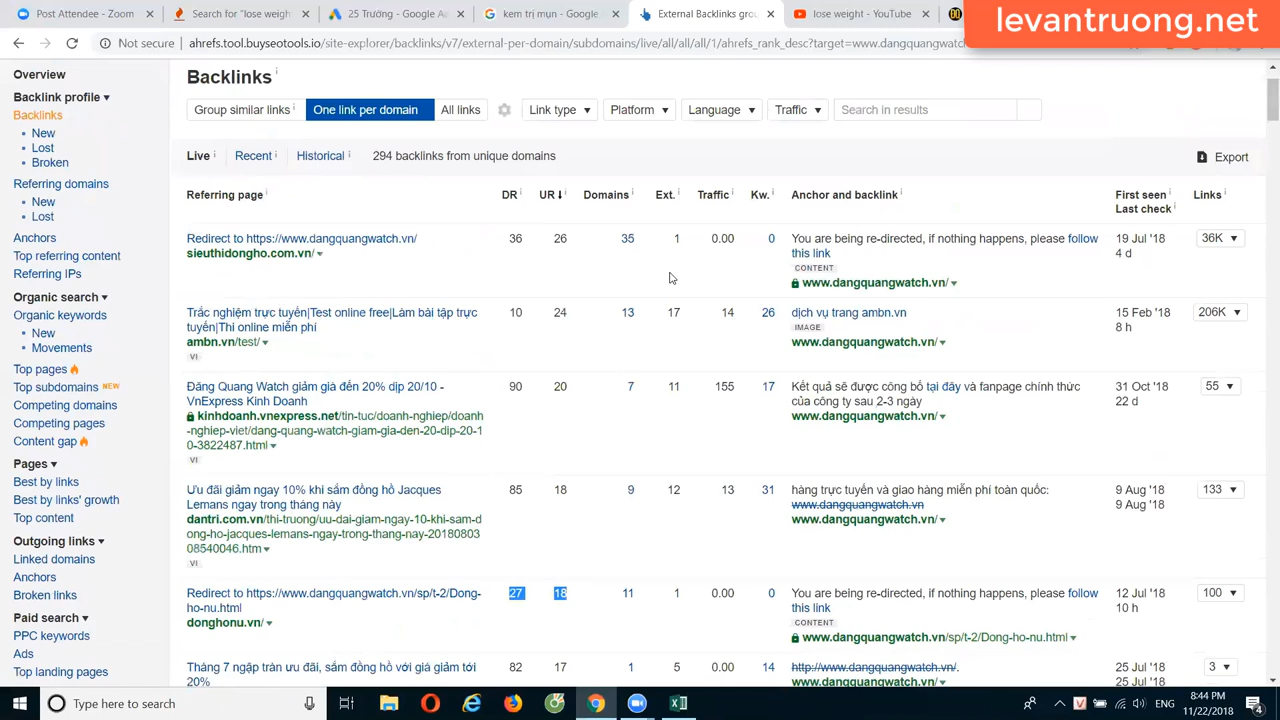 Post Attendee - Zoom
Search for "lose weigh
25 Trưởng - Google A
kem trị mụn - Google
External Backlinks grou
lose weight - YouTube
levantruong.net
Not secure
ahrefs.tool.buyseotools.io/site-explorer/backlinks/v7/external-per-domain/subdomains/live/all/all/all/1/ahrefs_rank_desc?target=www.dangquangwatch
Overview
Backlink profile
Backlinks
New
Lost
Broken
Referring domains
New
Lost
Anchors
Top referring content
Referring IPs
Organic search
Organic keywords
New
Movements
Top pages
Top subdomains NEW
Competing domains
Competing pages
Content gap
Pages
Best by links
Best by links' growth
Top content
Outgoing links
Linked domains
Anchors
Broken links
Paid search
PPC keywords
Ads
Top landing pages
Backlinks
Group similar links
One link per domain
All links
Link type
Platform
Language
Traffic
Search in results
Live
Recent
Historical
294 backlinks from unique domains
Export
Referring page DR UR Domains Ext. Traffic Kw. Anchor and backlink First seen Links
Last check
Redirect to https://www.dangquangwatch.vn/ 36 26 35 1 0.00 0 You are being re-directed, if nothing happens, please follow 19 Jul '18 36K
sieuthidongho.com.vn/ this link 4 d
CONTENT
www.dangquangwatch.vn/
Trắc nghiệm trực tuyến|Test online free|Làm bài tập trực 10 24 13 17 14 26 dịch vụ trang ambn.vn 15 Feb '18 206K
tuyến|Thi online miễn phí IMAGE 8 h
ambn.vn/test/ www.dangquangwatch.vn/
VI
Đăng Quang Watch giảm giá đến 20% dịp 20/10 - 90 20 7 11 155 17 Kết quả sẽ được công bố tại đây và fanpage chính thức 31 Oct '18 55
VnExpress Kinh Doanh của công ty sau 2-3 ngày 22 d
kinhdoanh.vnexpress.net/tin-tuc/doanh-nghiep/doanh www.dangquangwatch.vn/
-nghiep-viet/dang-quang-watch-giam-gia-den-20-dip-20-1
0-3822487.html
VI
Ưu đãi giảm ngay 10% khi sắm đồng hồ Jacques 85 18 9 12 13 31 hàng trực tuyến và giao hàng miễn phí toàn quốc: 9 Aug '18 133
Lemans ngay trong tháng này www.dangquangwatch.vn 9 Aug '18
dantri.com.vn/thi-truong/uu-dai-giam-ngay-10-khi-sam-d www.dangquangwatch.vn/
ong-ho-jacques-lemans-ngay-trong-thang-nay-20180803
08540046.htm
VI
Redirect to https://www.dangquangwatch.vn/sp/t-2/Dong- 27 18 11 1 0.00 0 You are being re-directed, if nothing happens, please follow 12 Jul '18 100
ho-nu.html this link 10 h
donghonu.vn/ CONTENT
www.dangquangwatch.vn/sp/t-2/Dong-ho-nu.html
Tháng 7 ngập tràn ưu đãi, sắm đồng hồ với giá giảm tới 82 17 1 5 0.00 14 http://www.dangquangwatch.vn/. 25 Jul '18 3
20% www.dangquangwatch.vn/ 25 Jul '18
Type here to search
ENG
8:44 PM
11/22/2018
4